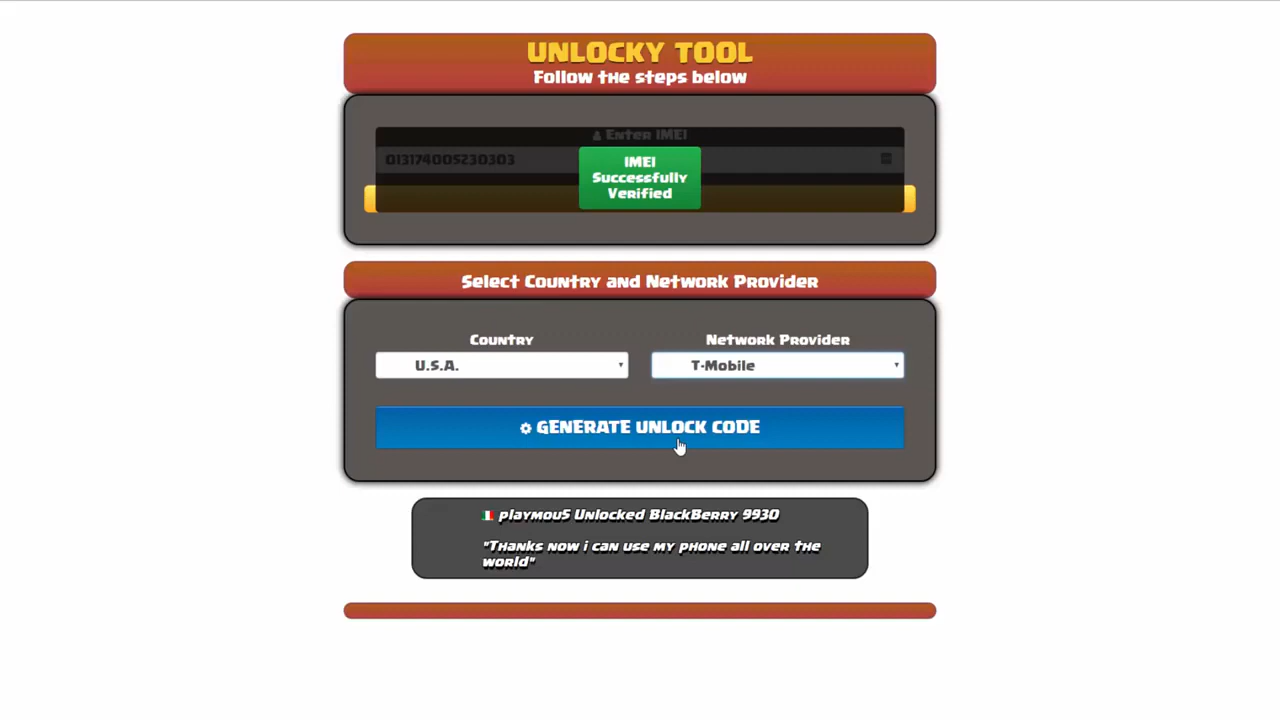 UNLOCKY TOOL
Follow the steps below
Enter IMEI
013174005230303
IMEI
Successfully
Verified
Select Country and Network Provider
Country
Network Provider
U.S.A.
T-Mobile
GENERATE UNLOCK CODE
playmou5 Unlocked BlackBerry 9930
"Thanks now i can use my phone all over the
world"